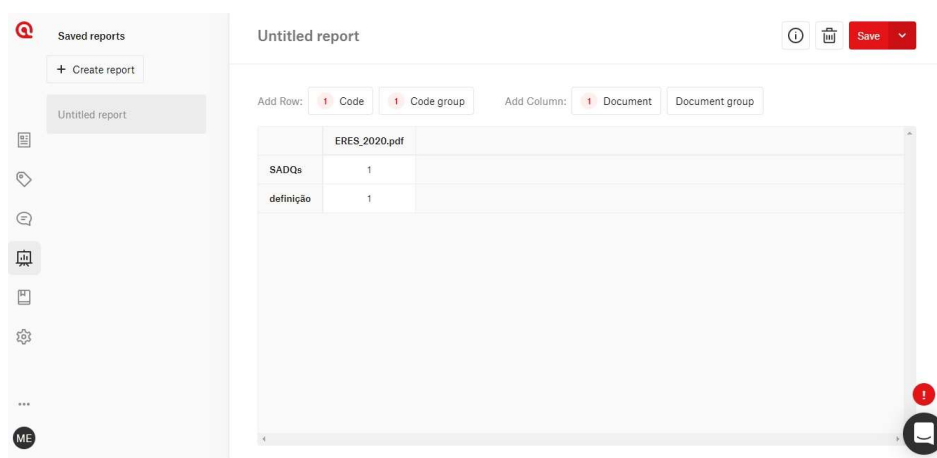 Saved reports
+ Create report
Untitled report
ME
Untitled report
Save
Add Row: 1 Code 1 Code group Add Column: 1 Document Document group
ERES_2020.pdf
SADQs 1
definição 1
!